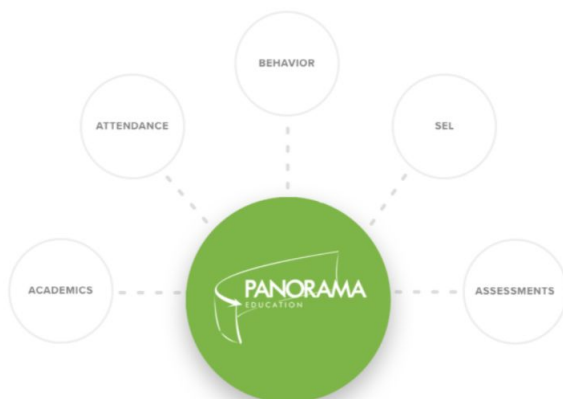 BEHAVIOR
ATTENDANCE
SEL
PANORAMA
EDUCATION
ACADEMICS
ASSESSMENTS